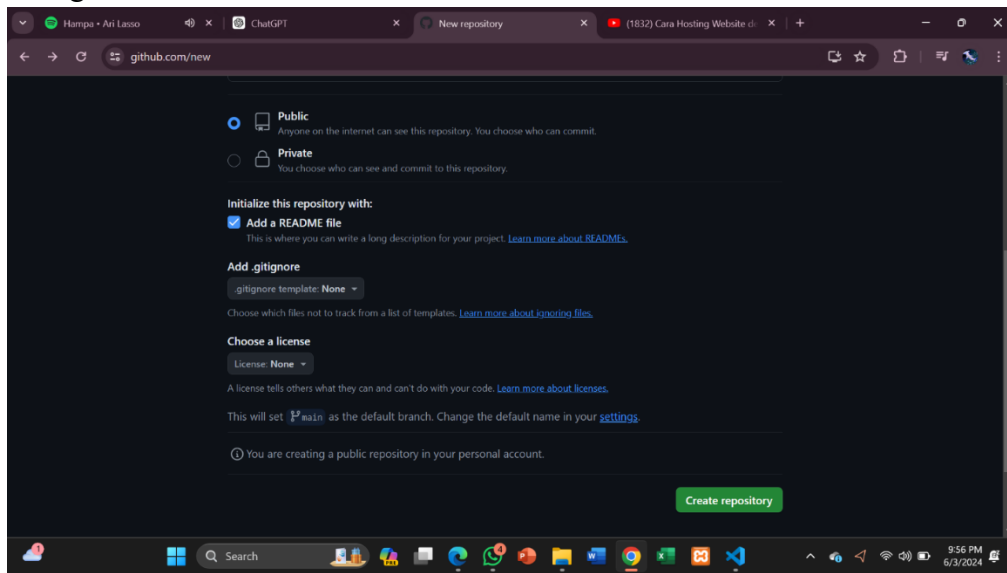 Hampa • Ari Lasso
ChatGPT
New repository
(1832) Cara Hosting Website d
github.com/new
Public
Anyone on the internet can see this repository. You choose who can commit.
Private
You choose who can see and commit to this repository.
Initialize this repository with:
Add a README file
This is where you can write a long description for your project. Learn more about READMEs.
Add .gitignore
.gitignore template: None
Choose which files not to track from a list of templates. Learn more about ignoring files.
Choose a license
License: None
A license tells others what they can and can't do with your code. Learn more about licenses.
This will set main as the default branch. Change the default name in your settings.
You are creating a public repository in your personal account.
Create repository
Search
9:56 PM
6/3/2024